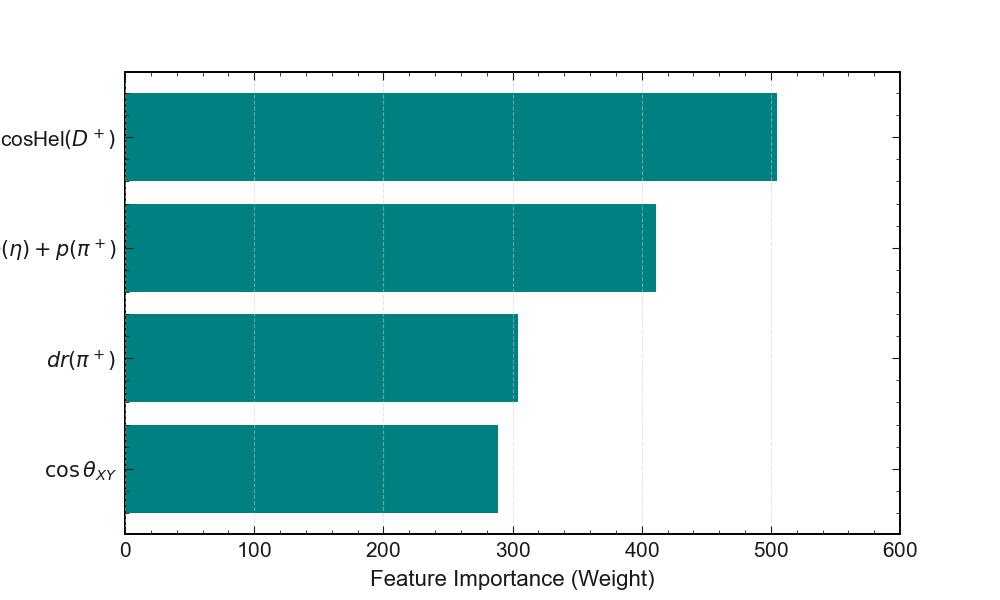 cosHel(D⁺)
(η) + p(π⁺)
dr(π⁺)
cos θ_XY
0 100 200 300 400 500 600
Feature Importance (Weight)